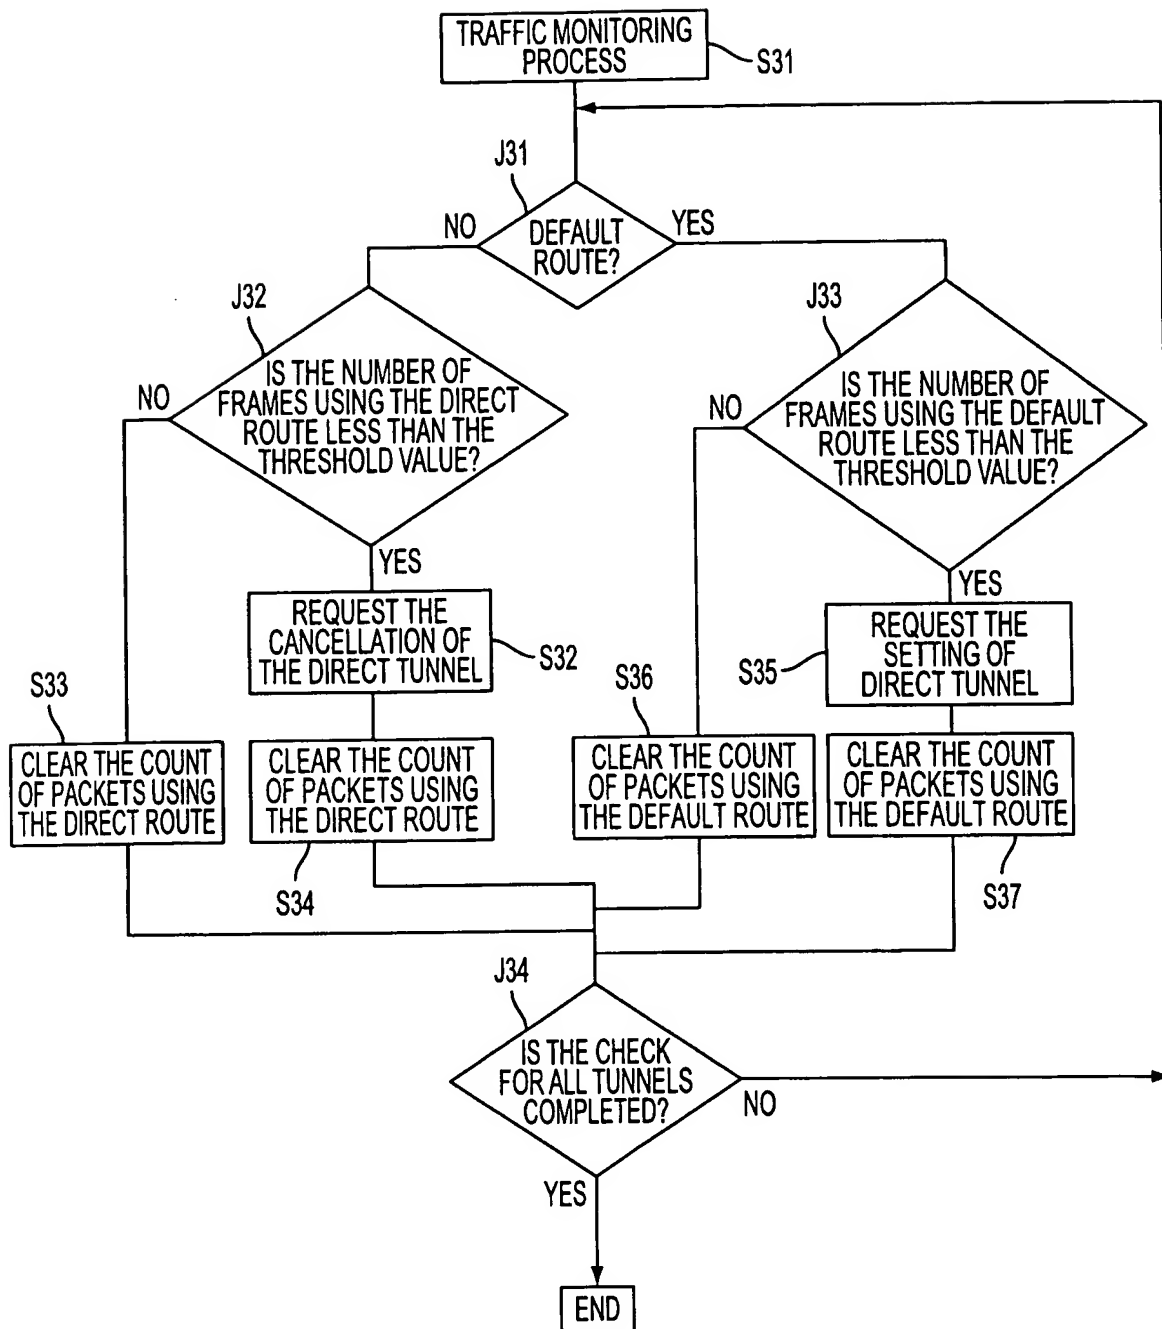 TRAFFIC MONITORING
PROCESS
S31
J31
NO
DEFAULT
ROUTE?
YES
J32
NO
IS THE NUMBER OF
FRAMES USING THE DIRECT
ROUTE LESS THAN THE
THRESHOLD VALUE?
YES
J33
NO
IS THE NUMBER OF
FRAMES USING THE DEFAULT
ROUTE LESS THAN THE
THRESHOLD VALUE?
YES
REQUEST THE
CANCELLATION OF
THE DIRECT TUNNEL
S32
S35
REQUEST THE
SETTING OF
DIRECT TUNNEL
S33
CLEAR THE COUNT
OF PACKETS USING
THE DIRECT ROUTE
CLEAR THE COUNT
OF PACKETS USING
THE DIRECT ROUTE
S34
S36
CLEAR THE COUNT
OF PACKETS USING
THE DEFAULT ROUTE
CLEAR THE COUNT
OF PACKETS USING
THE DEFAULT ROUTE
S37
J34
IS THE CHECK
FOR ALL TUNNELS
COMPLETED?
NO
YES
END